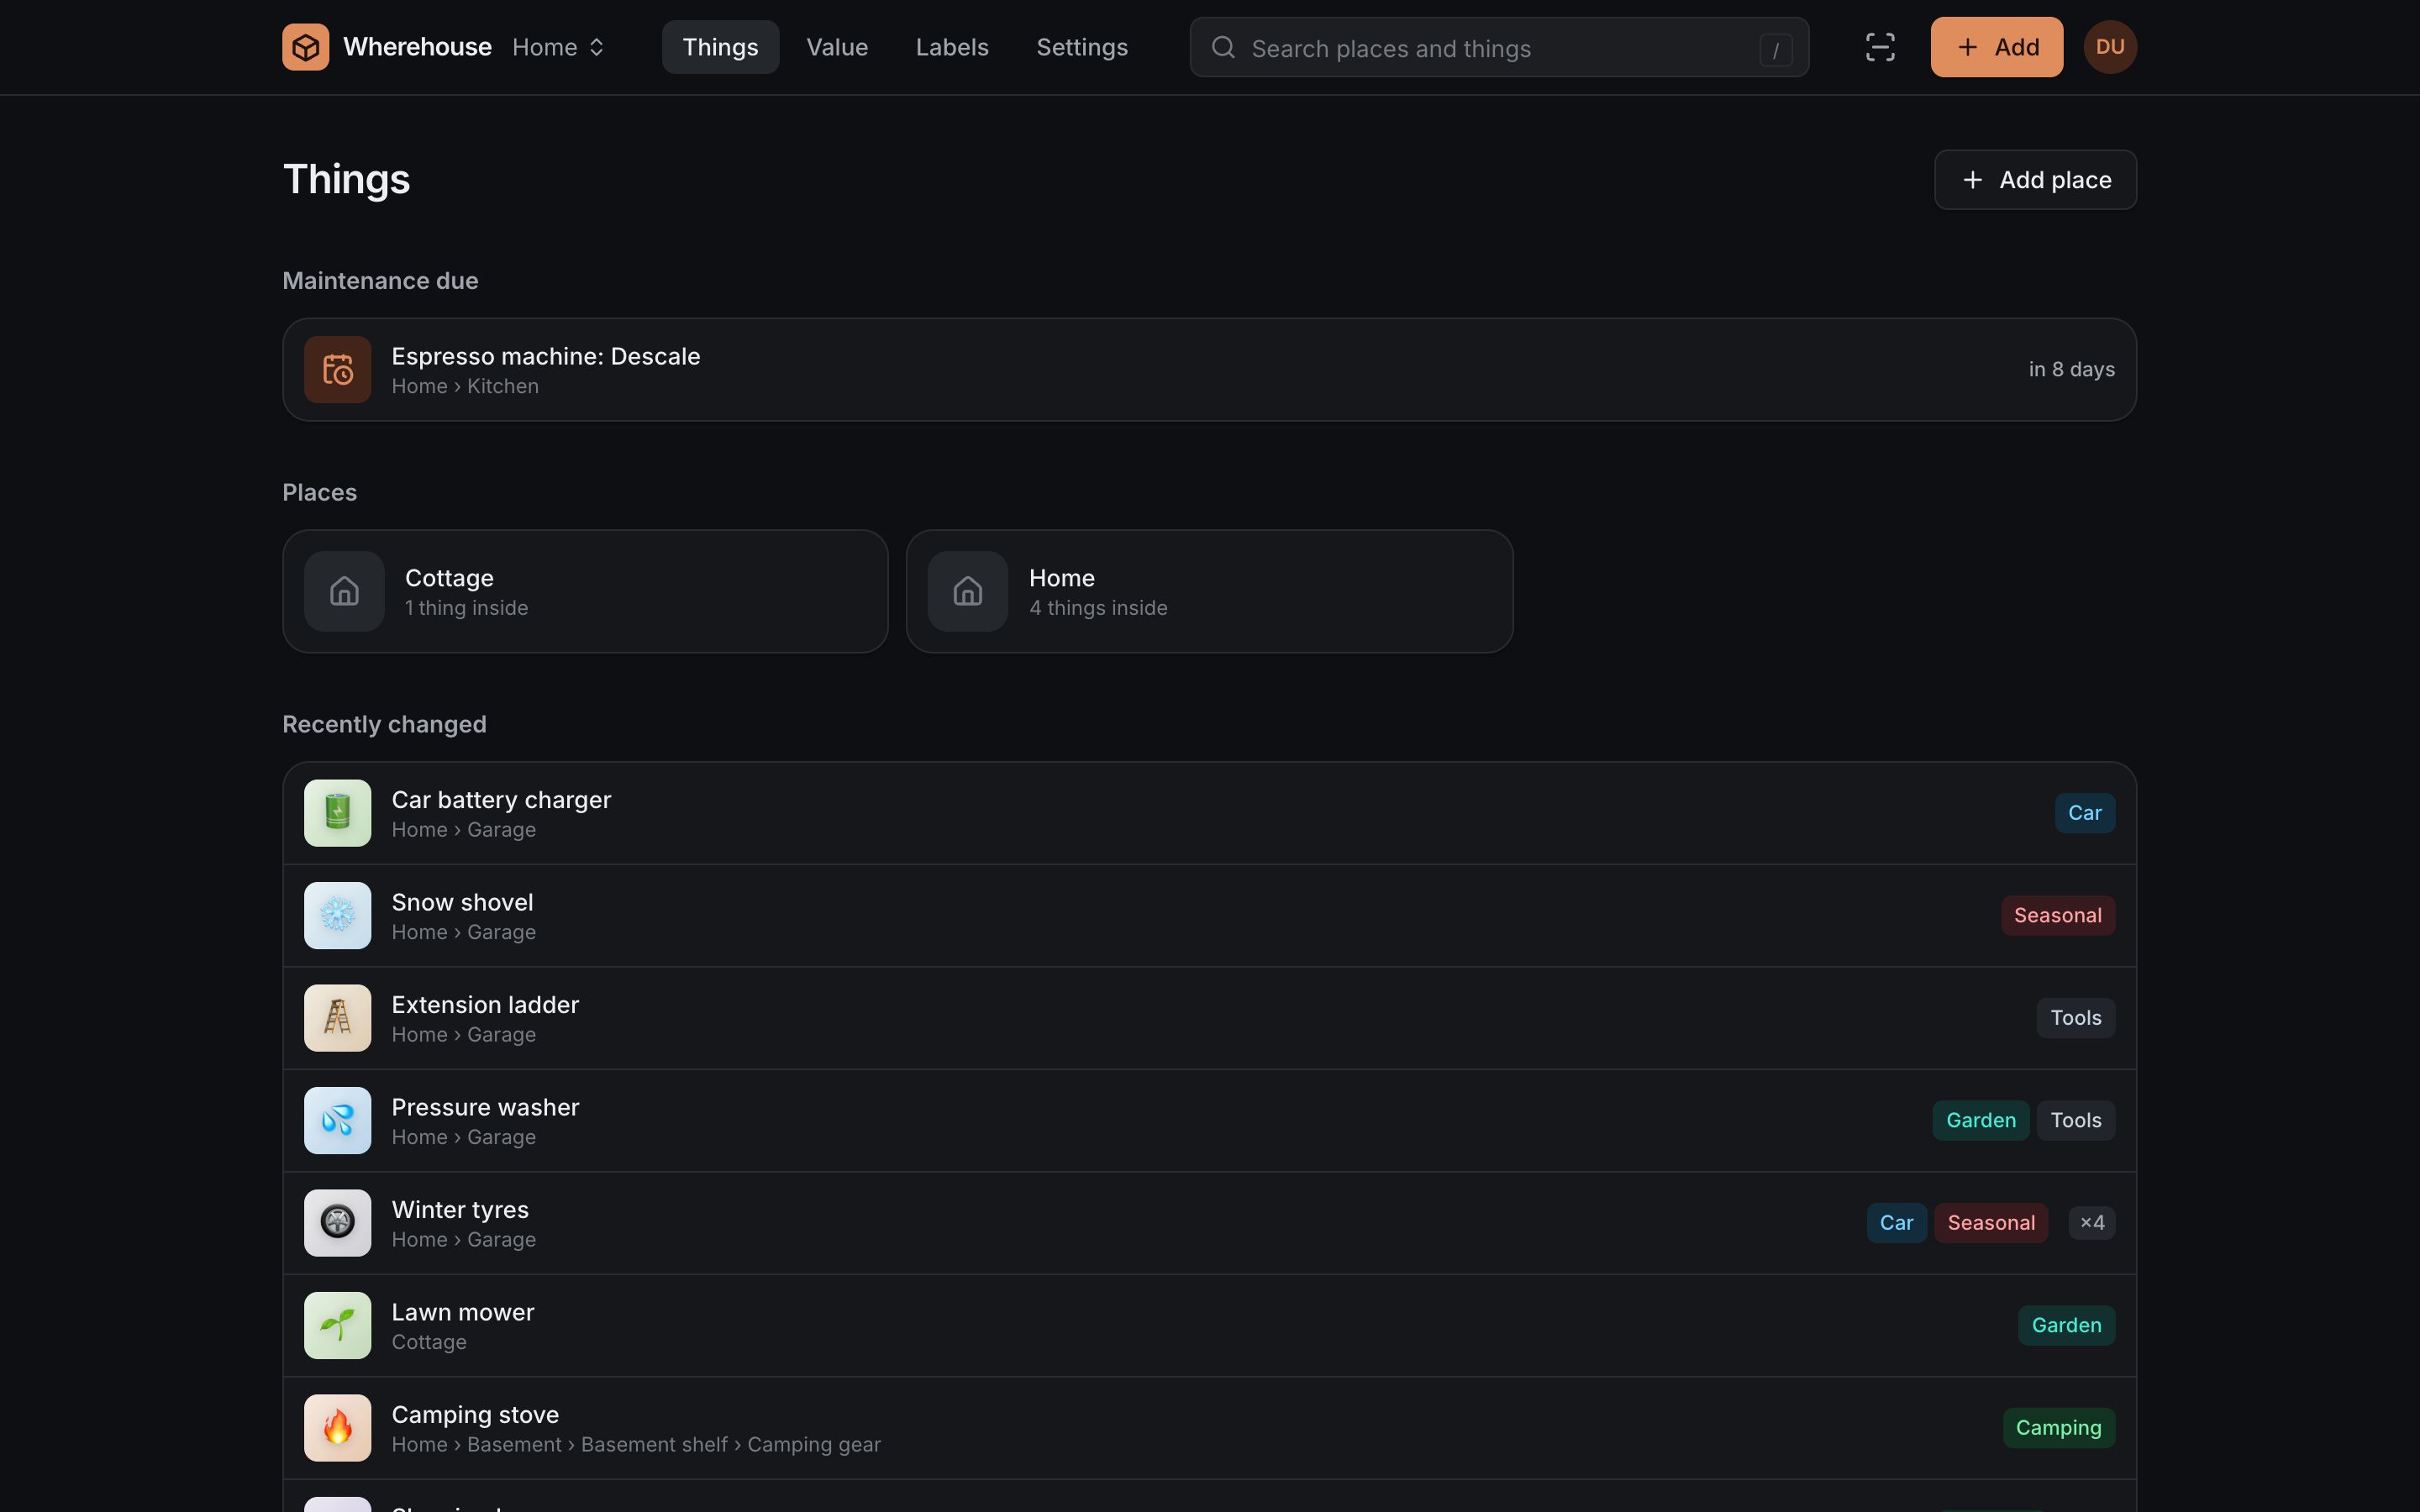 Wherehouse Home Things Value Labels Settings Search places and things / + Add DU
Things
+ Add place
Maintenance due
Espresso machine: Descale
Home › Kitchen
in 8 days
Places
Cottage
1 thing inside
Home
4 things inside
Recently changed
Car battery charger
Home › Garage
Car
Snow shovel
Home › Garage
Seasonal
Extension ladder
Home › Garage
Tools
Pressure washer
Home › Garage
Garden Tools
Winter tyres
Home › Garage
Car Seasonal ×4
Lawn mower
Cottage
Garden
Camping stove
Home › Basement › Basement shelf › Camping gear
Camping